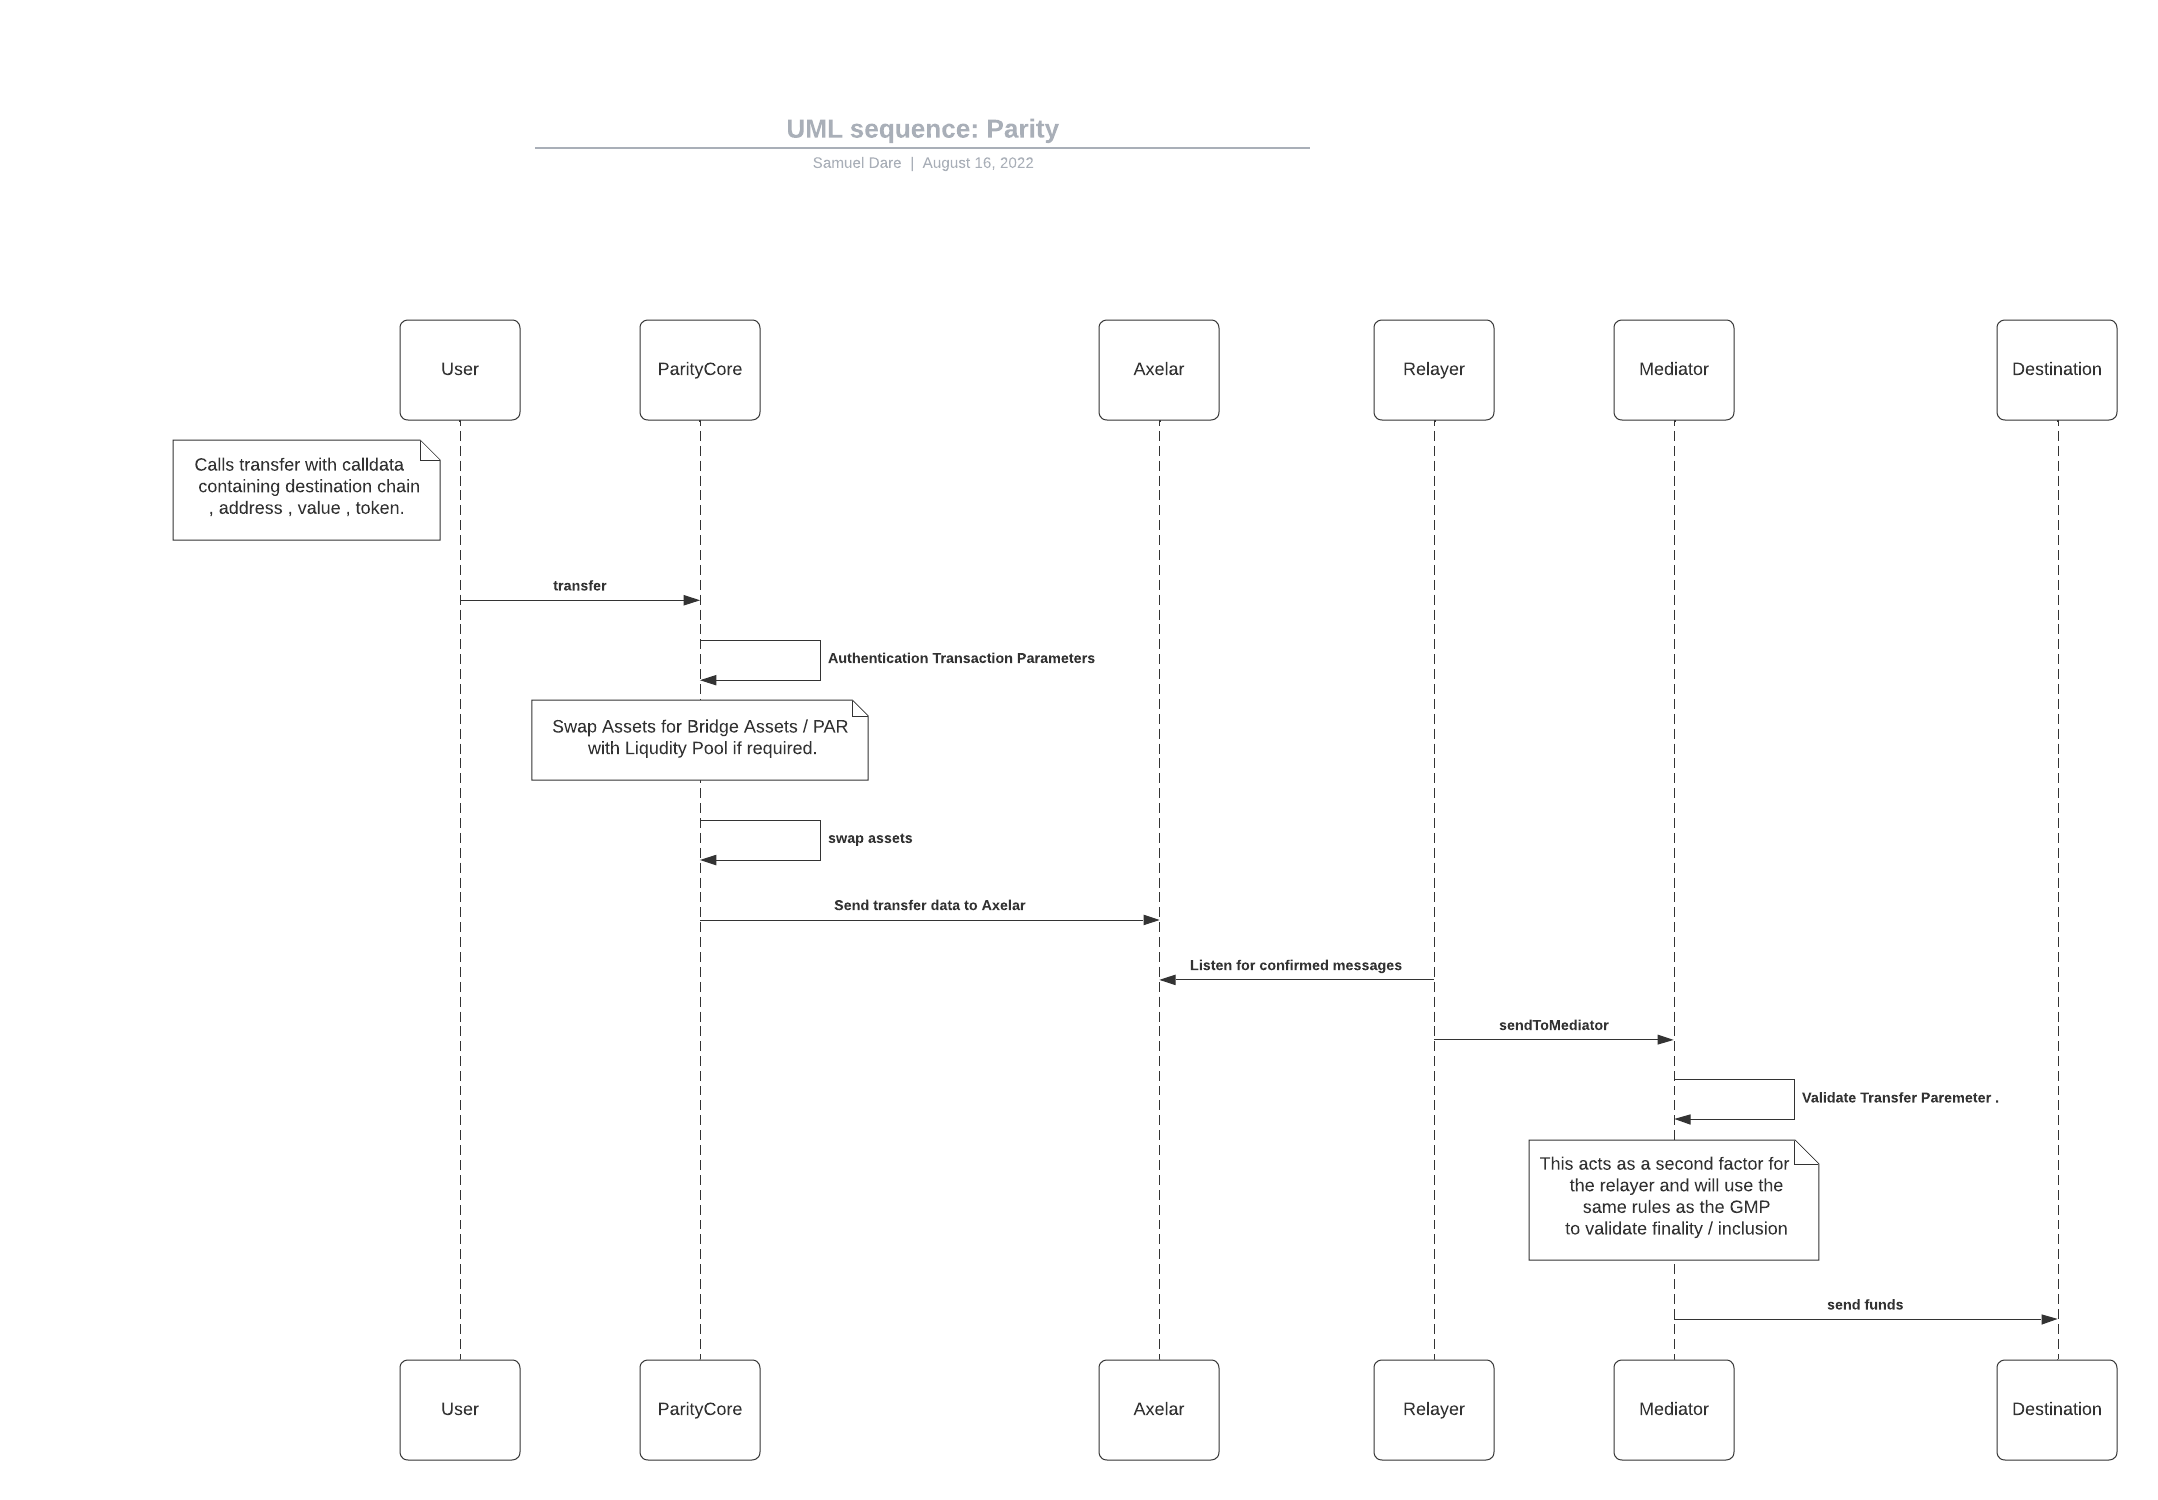 UML sequence: Parity
Samuel Dare | August 16, 2022
User
ParityCore
Axelar
Relayer
Mediator
Destination
Calls transfer with calldata
containing destination chain
, address , value , token.
transfer
Authentication Transaction Parameters
Swap Assets for Bridge Assets / PAR
with Liqudity Pool if required.
swap assets
Send transfer data to Axelar
Listen for confirmed messages
sendToMediator
Validate Transfer Paremeter .
This acts as a second factor for
the relayer and will use the
same rules as the GMP
to validate finality / inclusion
send funds
User
ParityCore
Axelar
Relayer
Mediator
Destination